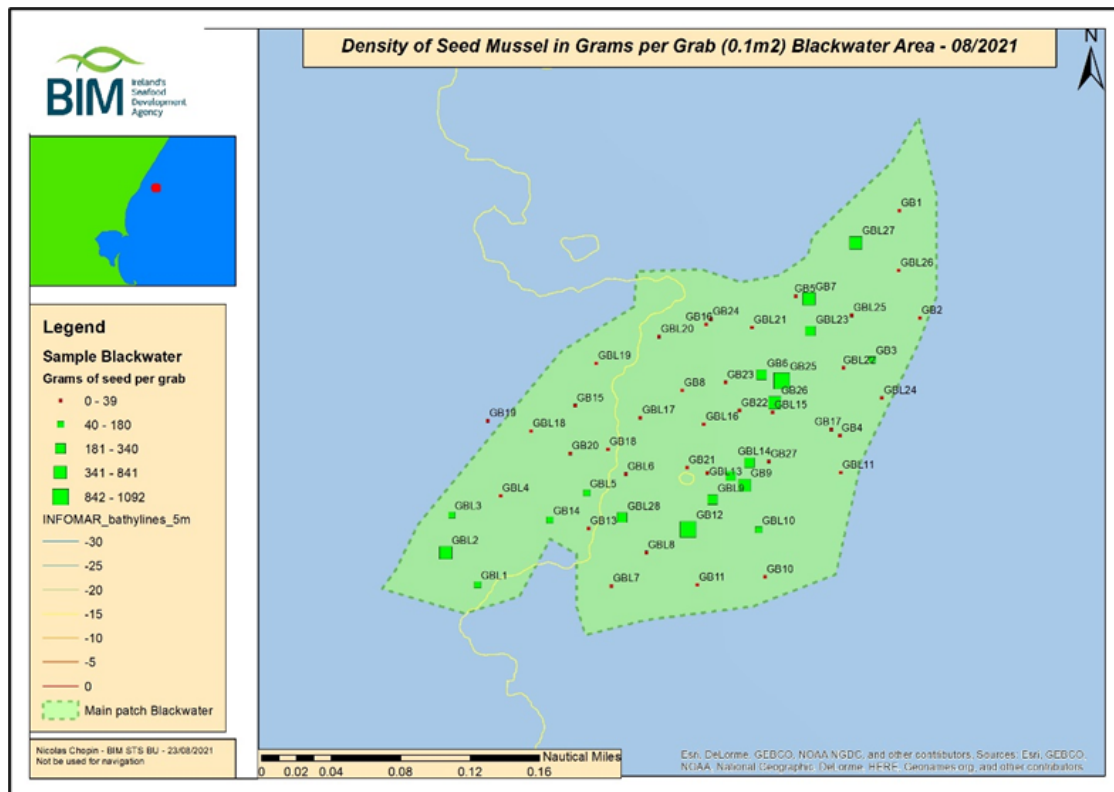 Density of Seed Mussel in Grams per Grab (0.1m2) Blackwater Area - 08/2021
N
BIM
Ireland's
Seafood
Development
Agency
Legend
Sample Blackwater
Grams of seed per grab
0 - 39
40 - 180
181 - 340
341 - 841
842 - 1092
INFOMAR_bathylines_5m
-30
-25
-20
-15
-10
-5
0
Main patch Blackwater
Nicolas Chopin - BIM STS BU - 23/08/2021
Not be used for navigation
GB1
GBL27
GBL26
GB5
GB7
GB2
GBL25
GB24
GB16
GBL21
GBL23
GBL20
GB3
GBL22
GBL19
GB6
GB25
GB23
GB8
GB26
GBL24
GB15
GB22
GBL15
GBL17
GBL16
GB19
GBL18
GB17
GB4
GB18
GB20
GBL14
GB27
GB21
GBL6
GBL13
GB9
GBL11
GBL4
GBL5
GBL9
GBL3
GB14
GBL28
GB13
GB12
GBL10
GBL2
GBL8
GBL1
GBL7
GB11
GB10
Nautical Miles
0 0.02 0.04 0.08 0.12 0.16
Esri, DeLorme, GEBCO, NOAA NGDC, and other contributors, Sources: Esri, GEBCO,
NOAA, National Geographic, DeLorme, HERE, Geonames.org, and other contributors